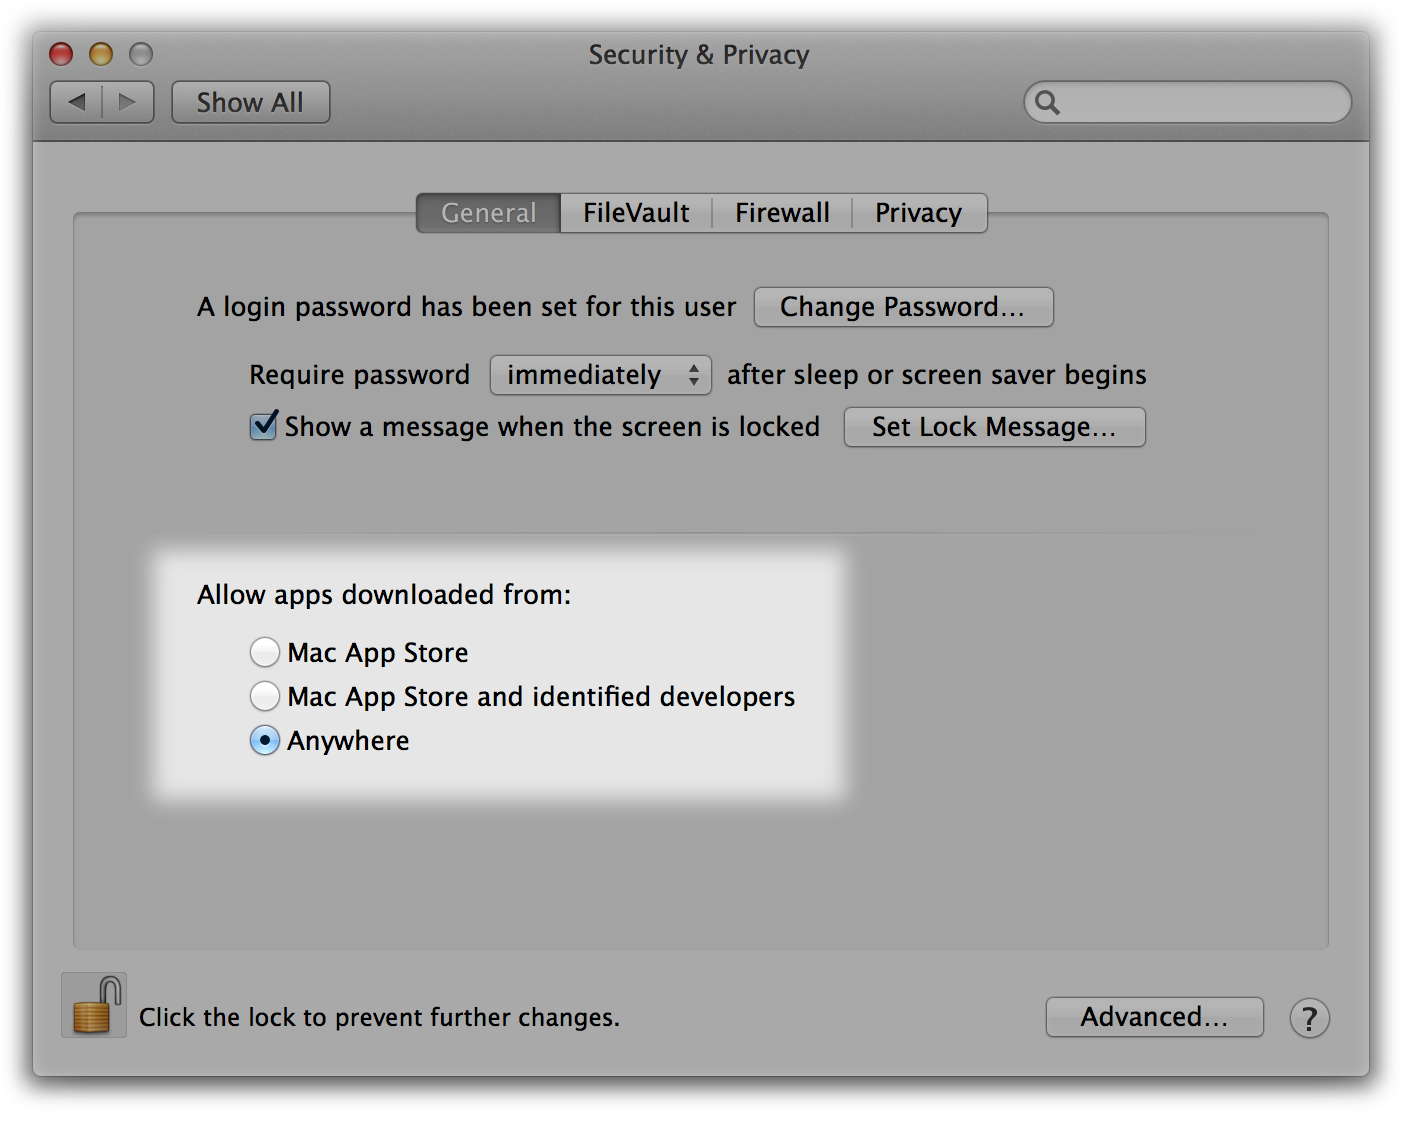 Security & Privacy
Show All
General FileVault Firewall Privacy
A login password has been set for this user Change Password...
Require password immediately after sleep or screen saver begins
Show a message when the screen is locked Set Lock Message...
Allow apps downloaded from:
Mac App Store
Mac App Store and identified developers
Anywhere
Click the lock to prevent further changes. Advanced... ?